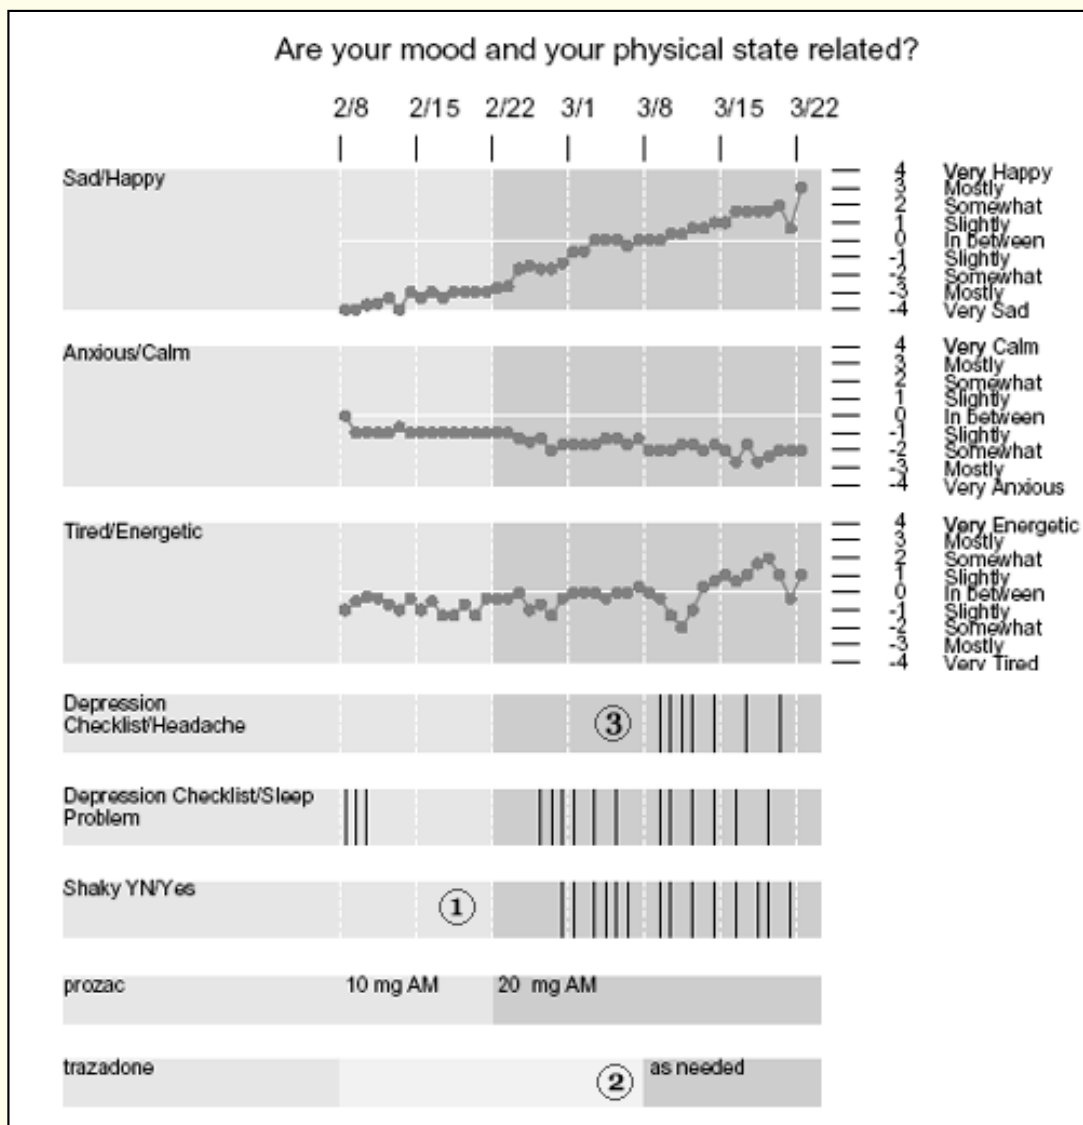 Are your mood and your physical state related?
2/8 2/15 2/22 3/1 3/8 3/15 3/22
Sad/Happy
4 Very Happy
3 Mostly
2 Somewhat
1 Slightly
0 In between
-1 Slightly
-2 Somewhat
-3 Mostly
-4 Very Sad
Anxious/Calm
4 Very Calm
3 Mostly
2 Somewhat
1 Slightly
0 In between
-1 Slightly
-2 Somewhat
-3 Mostly
-4 Very Anxious
Tired/Energetic
4 Very Energetic
3 Mostly
2 Somewhat
1 Slightly
0 In between
-1 Slightly
-2 Somewhat
-3 Mostly
-4 Very Tired
Depression
Checklist/Headache
3
Depression Checklist/Sleep
Problem
Shaky YN/Yes
1
prozac 10 mg AM 20 mg AM
trazadone 2 as needed